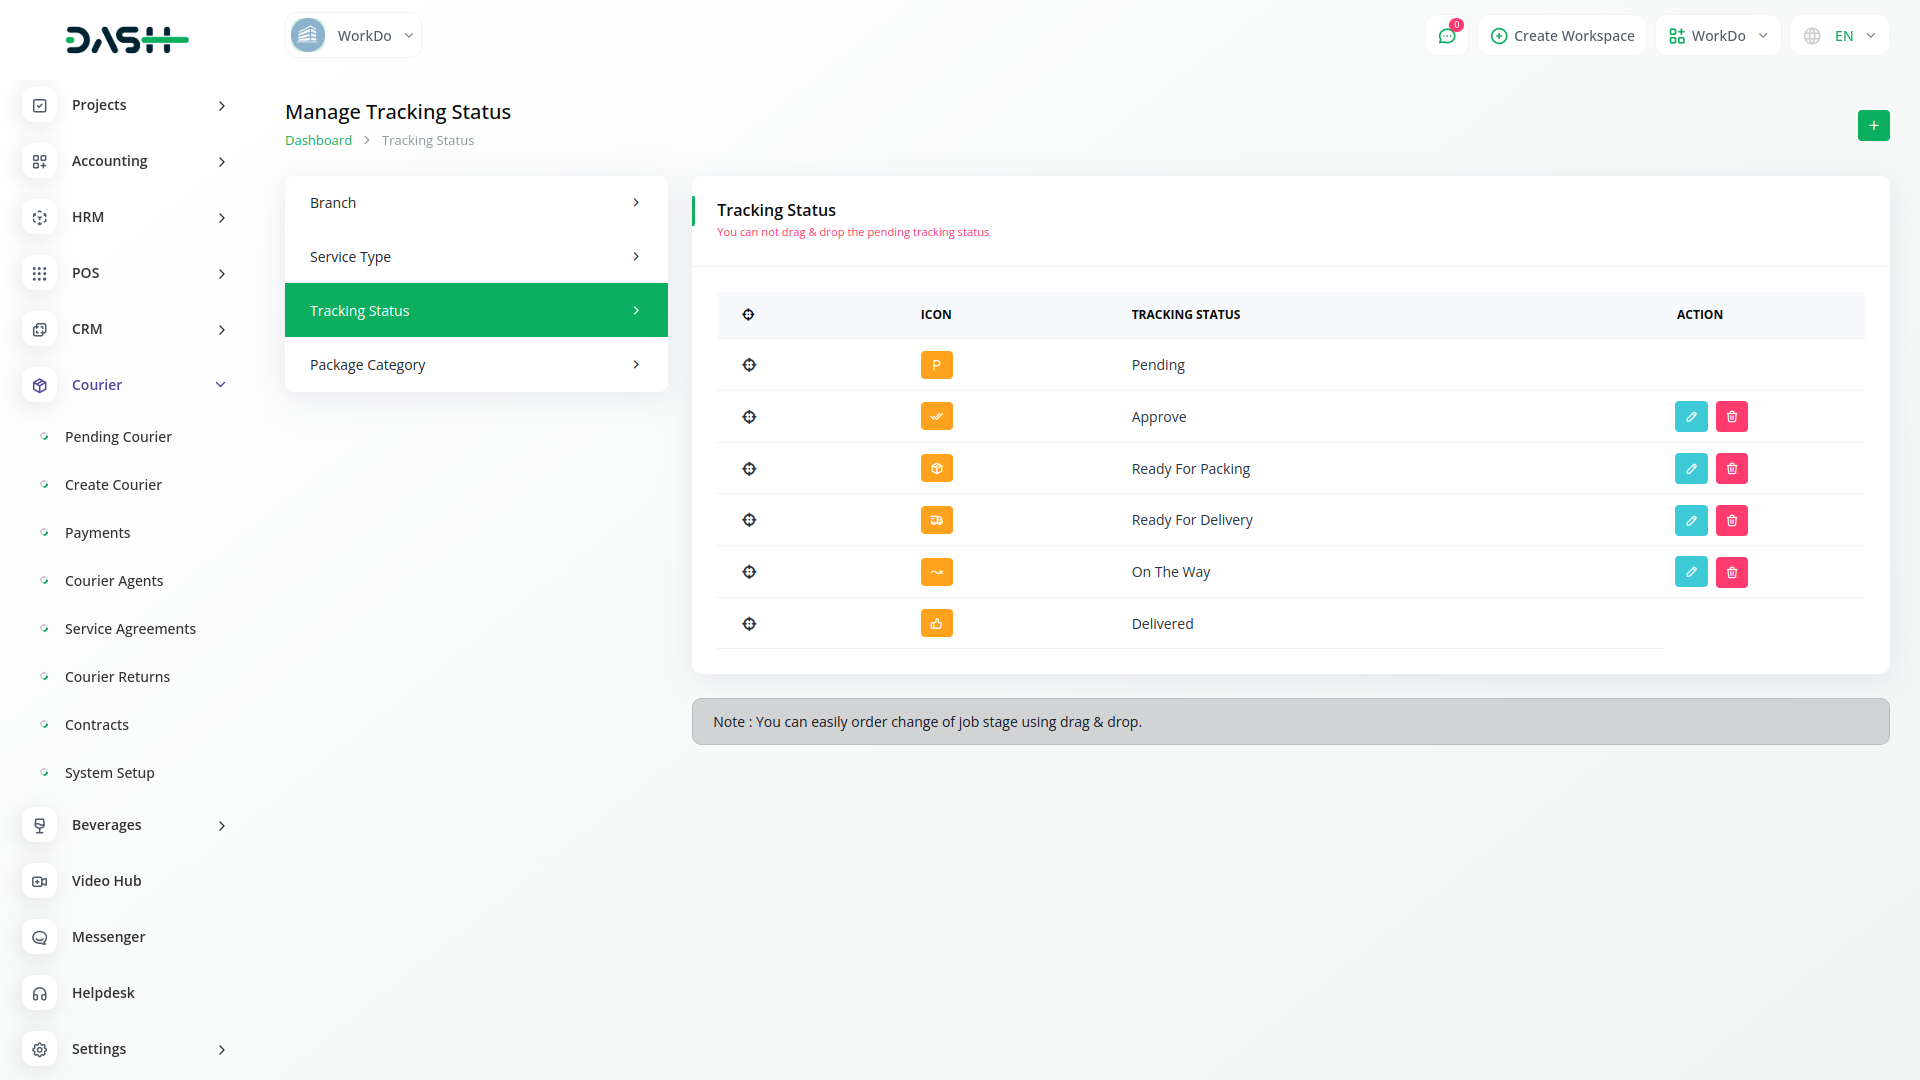 DASH
WorkDo
0
Create Workspace
WorkDo
EN
Projects
Accounting
HRM
POS
CRM
Courier
Pending Courier
Create Courier
Payments
Courier Agents
Service Agreements
Courier Returns
Contracts
System Setup
Beverages
Video Hub
Messenger
Helpdesk
Settings
Manage Tracking Status
Dashboard > Tracking Status
Branch
Service Type
Tracking Status
Package Category
Tracking Status
You can not drag & drop the pending tracking status
ICON TRACKING STATUS ACTION
P Pending
Approve
Ready For Packing
Ready For Delivery
On The Way
Delivered
Note : You can easily order change of job stage using drag & drop.